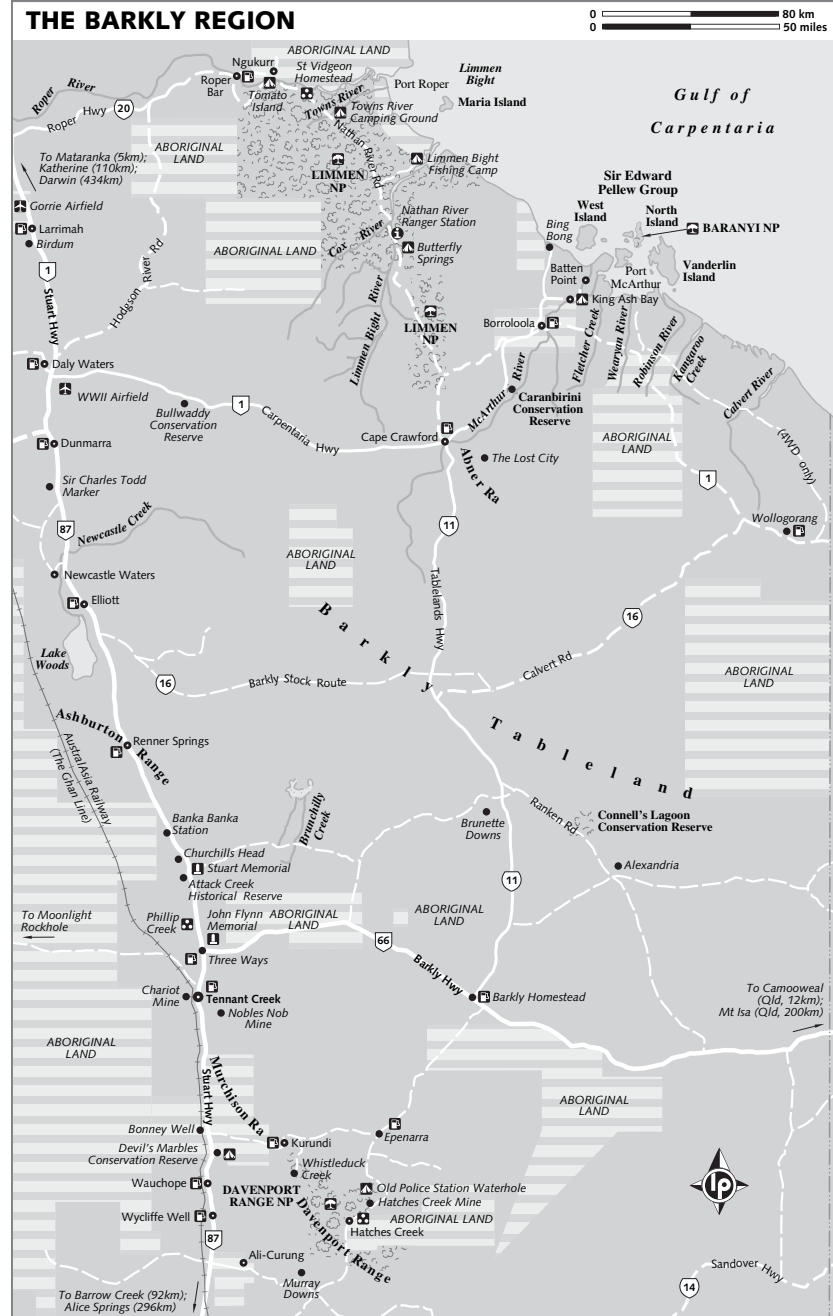 THE BARKLY REGION
0 80 km
0 50 miles
ABORIGINAL LAND
Ngukurr
St Vidgeon
Homestead
Limmen
Bight
Roper
Bar
Port Roper
Roper River
Tomato
Island
Towns River
Maria Island
Gulf of
Carpentaria
Roper Hwy
20
Towns River
Camping Ground
ABORIGINAL
LAND
Nathan River Rd
To Mataranka (5km);
Katherine (110km);
Darwin (434km)
LIMMEN
NP
Limmen Bight
Fishing Camp
Sir Edward
Pellew Group
Gorrie Airfield
West
Island
North
Island
BARANYI NP
Larrimah
Birdum
Nathan River
Ranger Station
Bing
Bong
ABORIGINAL LAND
Cox River
Butterfly
Springs
Hodgson River Rd
Batten
Point
Port
McArthur
Vanderlin
Island
1
Stuart Hwy
King Ash Bay
LIMMEN
NP
Limmen Bight River
Borroloola
Fletcher Creek
Wearyan River
Robinson River
Kangaroo
Creek
Daly Waters
Calvert River
WWII Airfield
McArthur River
Caranbirini
Conservation
Reserve
Bullwaddy
Conservation
Reserve
1
Carpentaria Hwy
Cape Crawford
Dunmarra
ABORIGINAL
LAND
(4WD only)
The Lost City
Abner Ra
Sir Charles Todd
Marker
1
Newcastle Creek
87
11
Wollogorang
ABORIGINAL
LAND
Newcastle Waters
Tablelands Hwy
Elliott
16
Barkly
Tableland
Lake
Woods
16
Barkly Stock Route
Calvert Rd
ABORIGINAL
LAND
Ashburton Range
Renner Springs
AustralAsia Railway
(The Ghan Line)
Brunchilly
Creek
Banka Banka
Station
Brunette
Downs
Ranken Rd
Connell's Lagoon
Conservation Reserve
Churchills Head
Stuart Memorial
Alexandria
Attack Creek
Historical Reserve
11
To Moonlight
Rockhole
Phillip
Creek
John Flynn
Memorial
ABORIGINAL
LAND
ABORIGINAL
LAND
66
Three Ways
Barkly Hwy
Chariot
Mine
Tennant Creek
Barkly Homestead
To Camooweal
(Qld, 12km);
Mt Isa (Qld, 200km)
Nobles Nob
Mine
ABORIGINAL
LAND
Murchison Ra
Stuart Hwy
ABORIGINAL
LAND
Bonney Well
Epenarra
Kurundi
Devil's Marbles
Conservation Reserve
Whistleduck
Creek
Wauchope
DAVENPORT
RANGE NP
Old Police Station Waterhole
Hatches Creek Mine
lp
Wycliffe Well
ABORIGINAL LAND
Hatches Creek
87
Davenport Range
Ali-Curung
Murray
Downs
Sandover Hwy
14
To Barrow Creek (92km);
Alice Springs (296km)